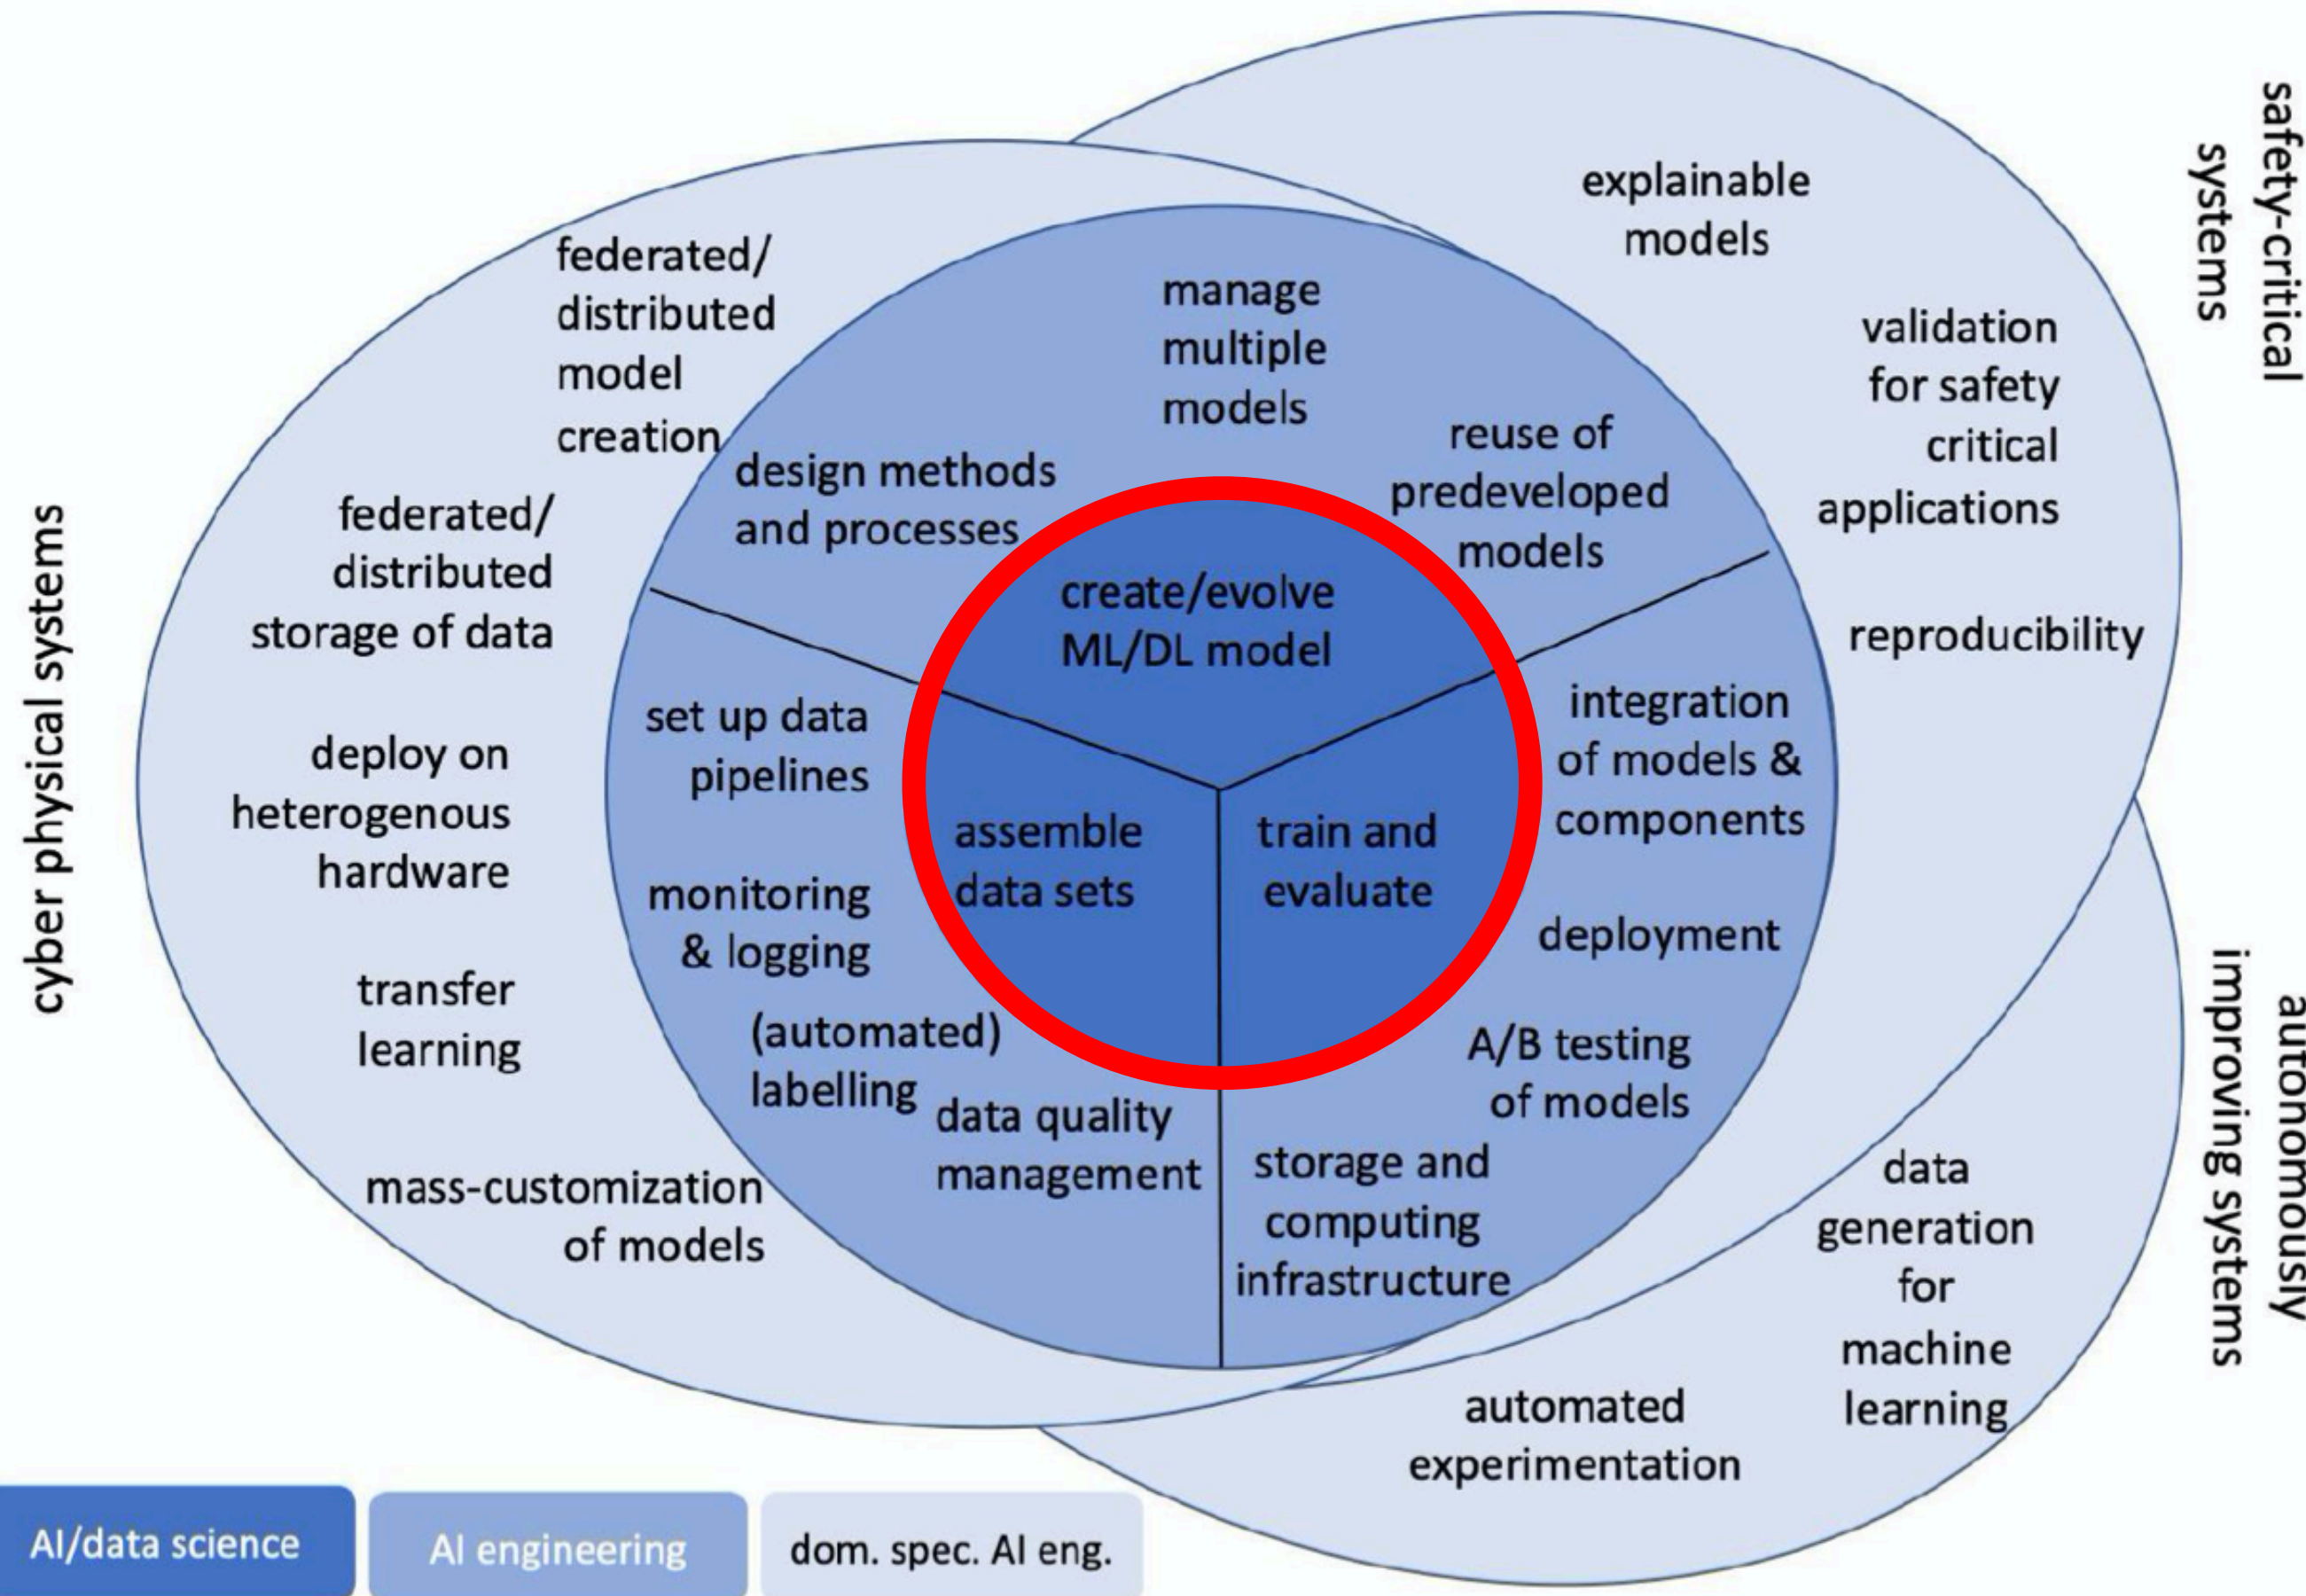 safety-critical
systems
explainable
models
validation
for safety
critical
applications
reproducibility
federated/
distributed
model
creation
manage
multiple
models
design methods
and processes
reuse of
predeveloped
models
cyber physical systems
federated/
distributed
storage of data
create/evolve
ML/DL model
set up data
pipelines
integration
of models &
components
deploy on
heterogenous
hardware
assemble
data sets
train and
evaluate
monitoring
& logging
deployment
transfer
learning
(automated)
labelling
A/B testing
of models
data quality
management
storage and
computing
infrastructure
mass-customization
of models
autonomously
improving systems
data
generation
for
machine
learning
automated
experimentation
AI/data science
AI engineering
dom. spec. AI eng.